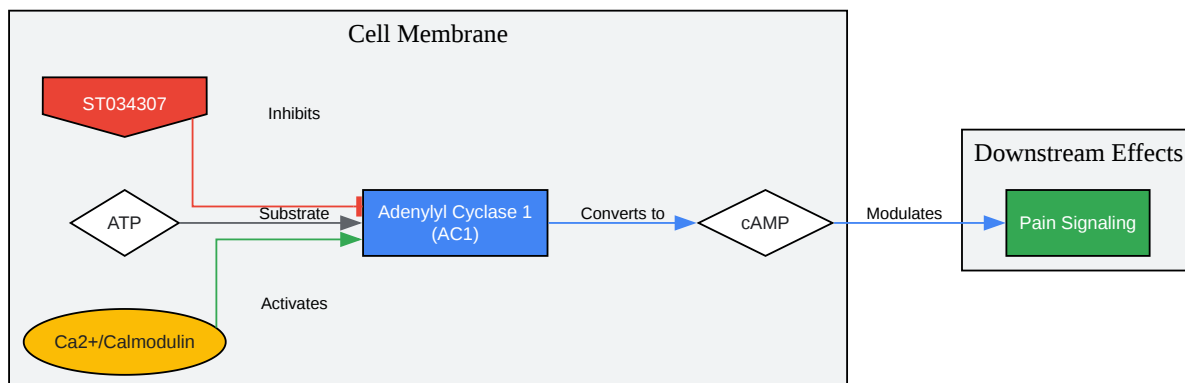 Cell Membrane
ST034307
Inhibits
ATP
Substrate
Adenylyl Cyclase 1
(AC1)
Converts to
cAMP
Modulates
Downstream Effects
Pain Signaling
Activates
Ca2+/Calmodulin